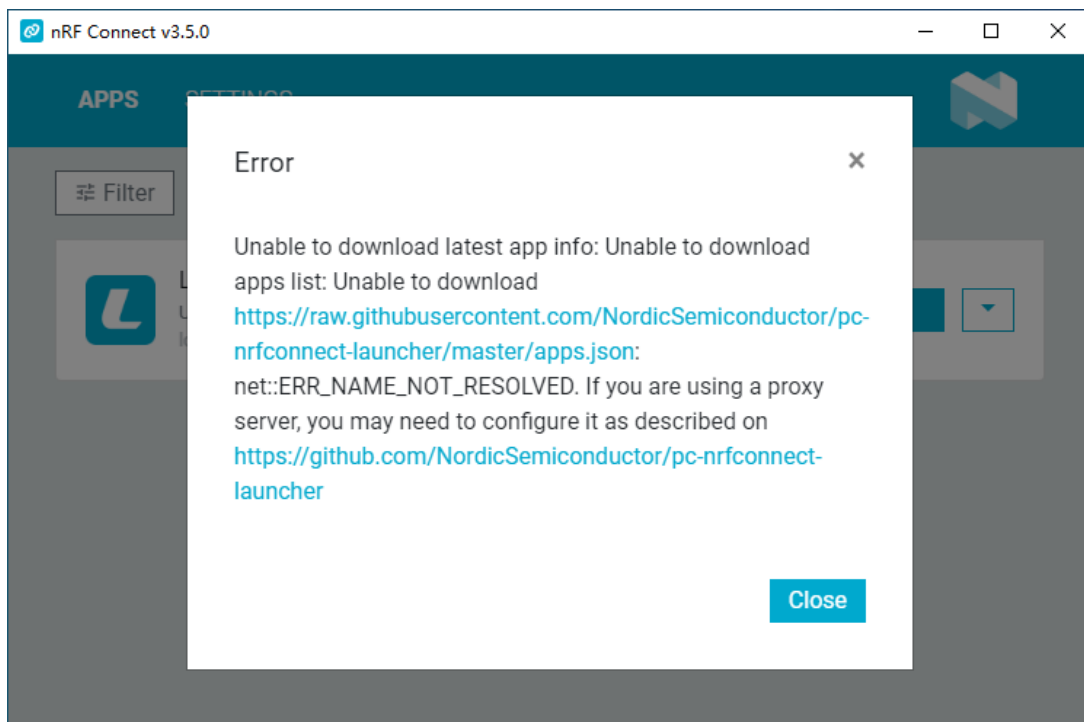 nRF Connect v3.5.0
APPS
Error
Filter
Unable to download latest app info: Unable to download
apps list: Unable to download
https://raw.githubusercontent.com/NordicSemiconductor/pc-
nrfconnect-launcher/master/apps.json:
net::ERR_NAME_NOT_RESOLVED. If you are using a proxy
server, you may need to configure it as described on
https://github.com/NordicSemiconductor/pc-nrfconnect-
launcher
Close